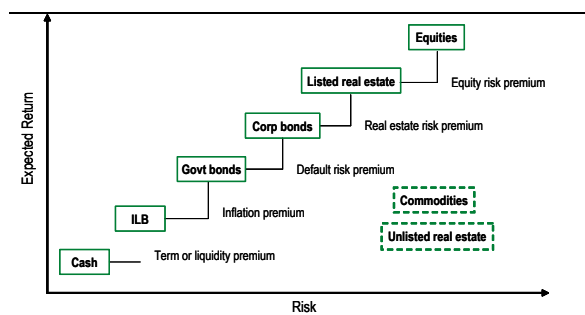 Equities
Listed real estate
Equity risk premium
Corp bonds
Real estate risk premium
Govt bonds
Default risk premium
Commodities
ILB
Inflation premium
Unlisted real estate
Cash
Term or liquidity premium
Expected Return
Risk